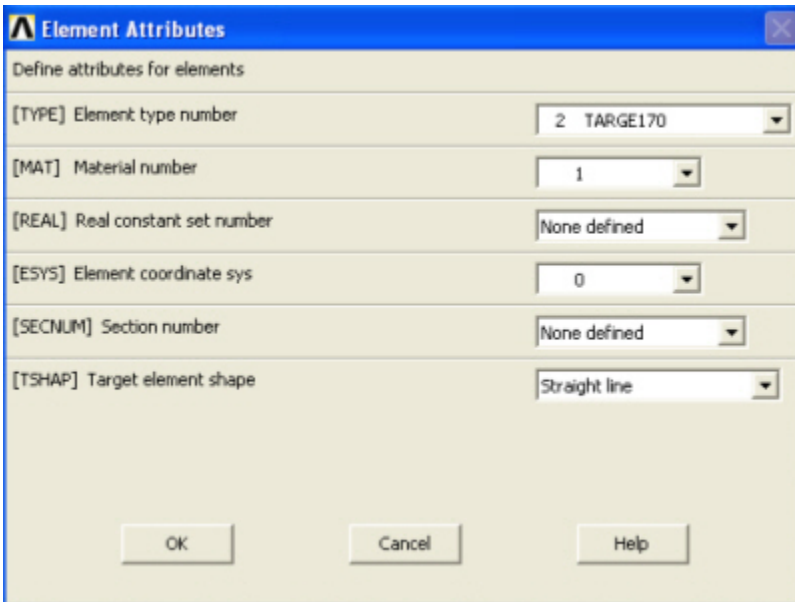 Element Attributes
Define attributes for elements
[TYPE] Element type number
2 TARGE170
[MAT] Material number
1
[REAL] Real constant set number
None defined
[ESYS] Element coordinate sys
0
[SECNUM] Section number
None defined
[TSHAP] Target element shape
Straight line
OK
Cancel
Help